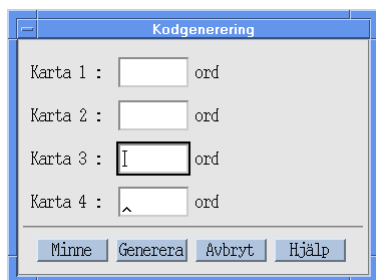 Kodgenerering
Karta 1 : ord
Karta 2 : ord
Karta 3 : ord
Karta 4 : ord
Minne Generera Avbryt Hjälp